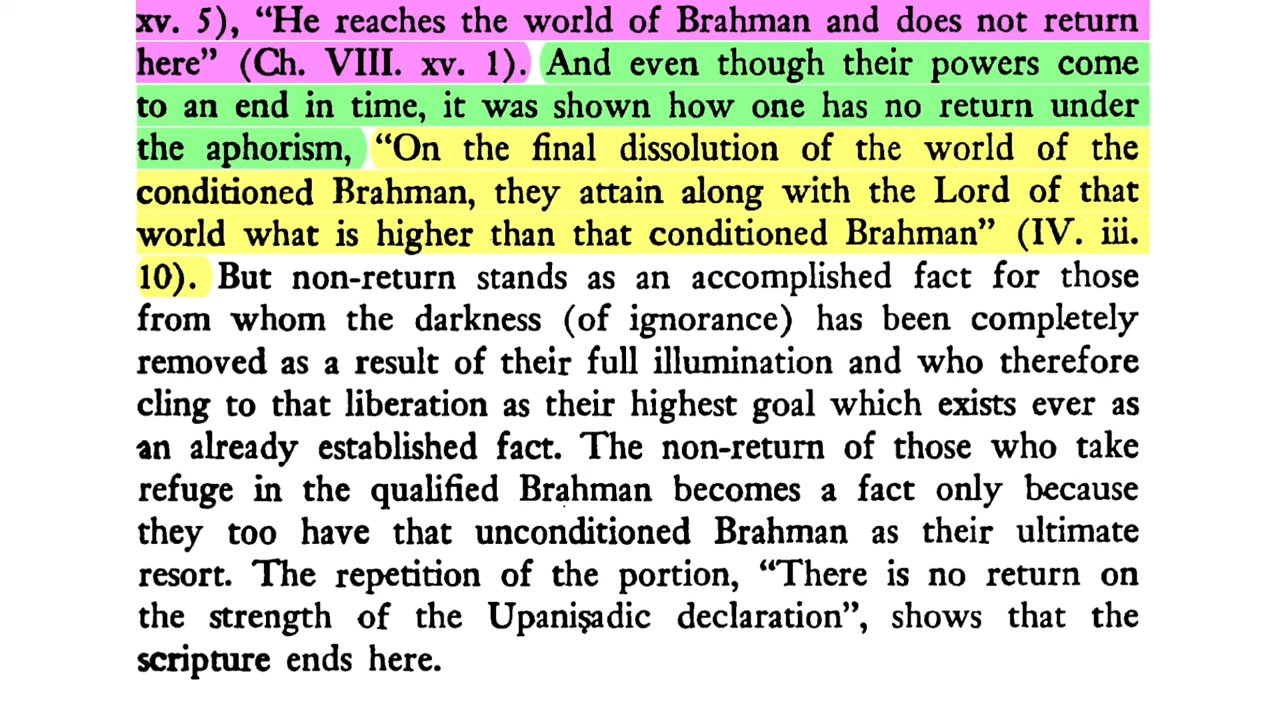 xv. 5), “He reaches the world of Brahman and does not return
here” (Ch. VIII. xv. 1). And even though their powers come
to an end in time, it was shown how one has no return under
the aphorism, “On the final dissolution of the world of the
conditioned Brahman, they attain along with the Lord of that
world what is higher than that conditioned Brahman” (IV. iii.
10). But non-return stands as an accomplished fact for those
from whom the darkness (of ignorance) has been completely
removed as a result of their full illumination and who therefore
cling to that liberation as their highest goal which exists ever as
an already established fact. The non-return of those who take
refuge in the qualified Brahman becomes a fact only because
they too have that unconditioned Brahman as their ultimate
resort. The repetition of the portion, “There is no return on
the strength of the Upaniṣadic declaration”, shows that the
scripture ends here.